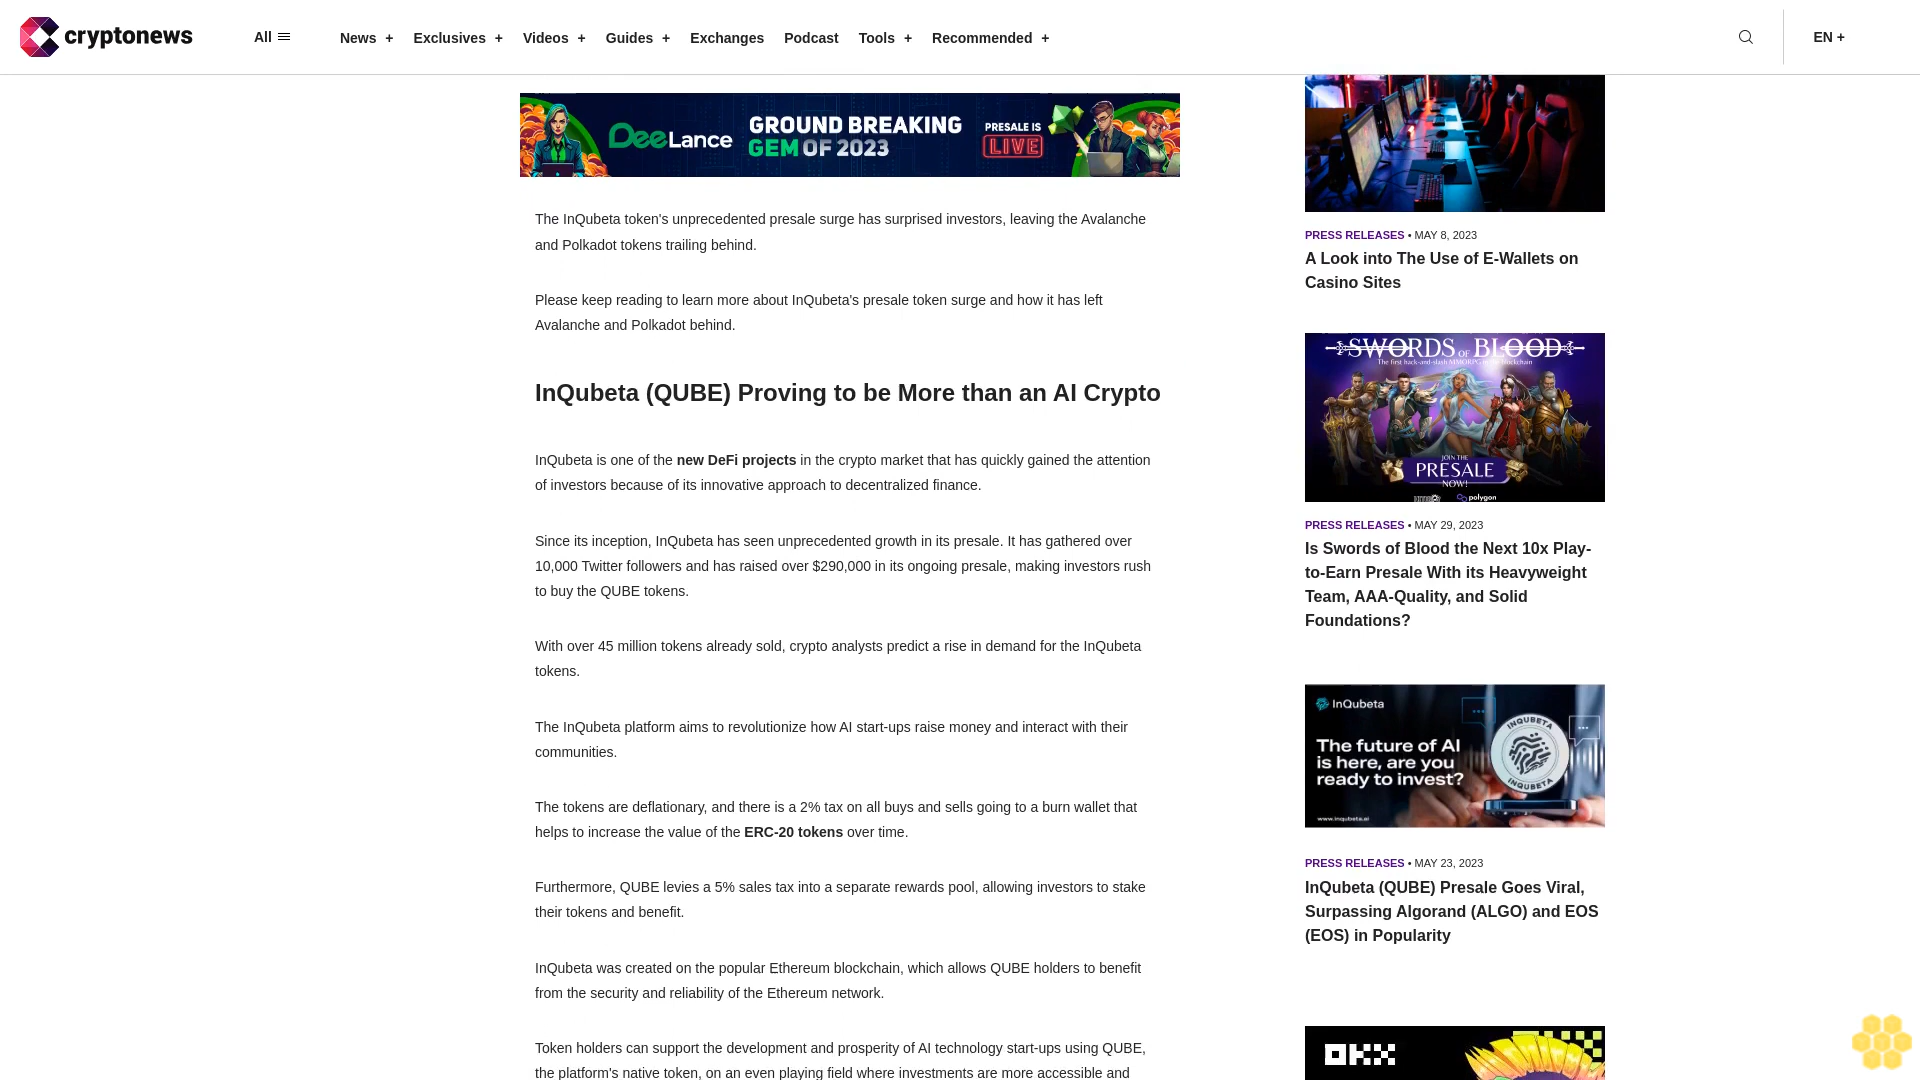 cryptonews
All
News +
Exclusives +
Videos +
Guides +
Exchanges
Podcast
Tools +
Recommended +
EN +
DeeLance
GROUND BREAKING
GEM OF 2023
PRESALE IS
LIVE
The InQubeta token's unprecedented presale surge has surprised investors, leaving the Avalanche
and Polkadot tokens trailing behind.
Please keep reading to learn more about InQubeta's presale token surge and how it has left
Avalanche and Polkadot behind.
InQubeta (QUBE) Proving to be More than an AI Crypto
InQubeta is one of the new DeFi projects in the crypto market that has quickly gained the attention
of investors because of its innovative approach to decentralized finance.
Since its inception, InQubeta has seen unprecedented growth in its presale. It has gathered over
10,000 Twitter followers and has raised over $290,000 in its ongoing presale, making investors rush
to buy the QUBE tokens.
With over 45 million tokens already sold, crypto analysts predict a rise in demand for the InQubeta
tokens.
The InQubeta platform aims to revolutionize how AI start-ups raise money and interact with their
communities.
The tokens are deflationary, and there is a 2% tax on all buys and sells going to a burn wallet that
helps to increase the value of the ERC-20 tokens over time.
Furthermore, QUBE levies a 5% sales tax into a separate rewards pool, allowing investors to stake
their tokens and benefit.
InQubeta was created on the popular Ethereum blockchain, which allows QUBE holders to benefit
from the security and reliability of the Ethereum network.
Token holders can support the development and prosperity of AI technology start-ups using QUBE,
the platform's native token, on an even playing field where investments are more accessible and
PRESS RELEASES • MAY 8, 2023
A Look into The Use of E-Wallets on
Casino Sites
SWORDS OF BLOOD
The first hack-and-slash MMORPG blockchain
JOIN THE
PRESALE
NOW!
polygon
PRESS RELEASES • MAY 29, 2023
Is Swords of Blood the Next 10x Play-
to-Earn Presale With its Heavyweight
Team, AAA-Quality, and Solid
Foundations?
InQubeta
The future of AI
is here, are you
ready to invest?
www.inqubeta.ai
INQUBETA
INQUBETA
PRESS RELEASES • MAY 23, 2023
InQubeta (QUBE) Presale Goes Viral,
Surpassing Algorand (ALGO) and EOS
(EOS) in Popularity
OKX